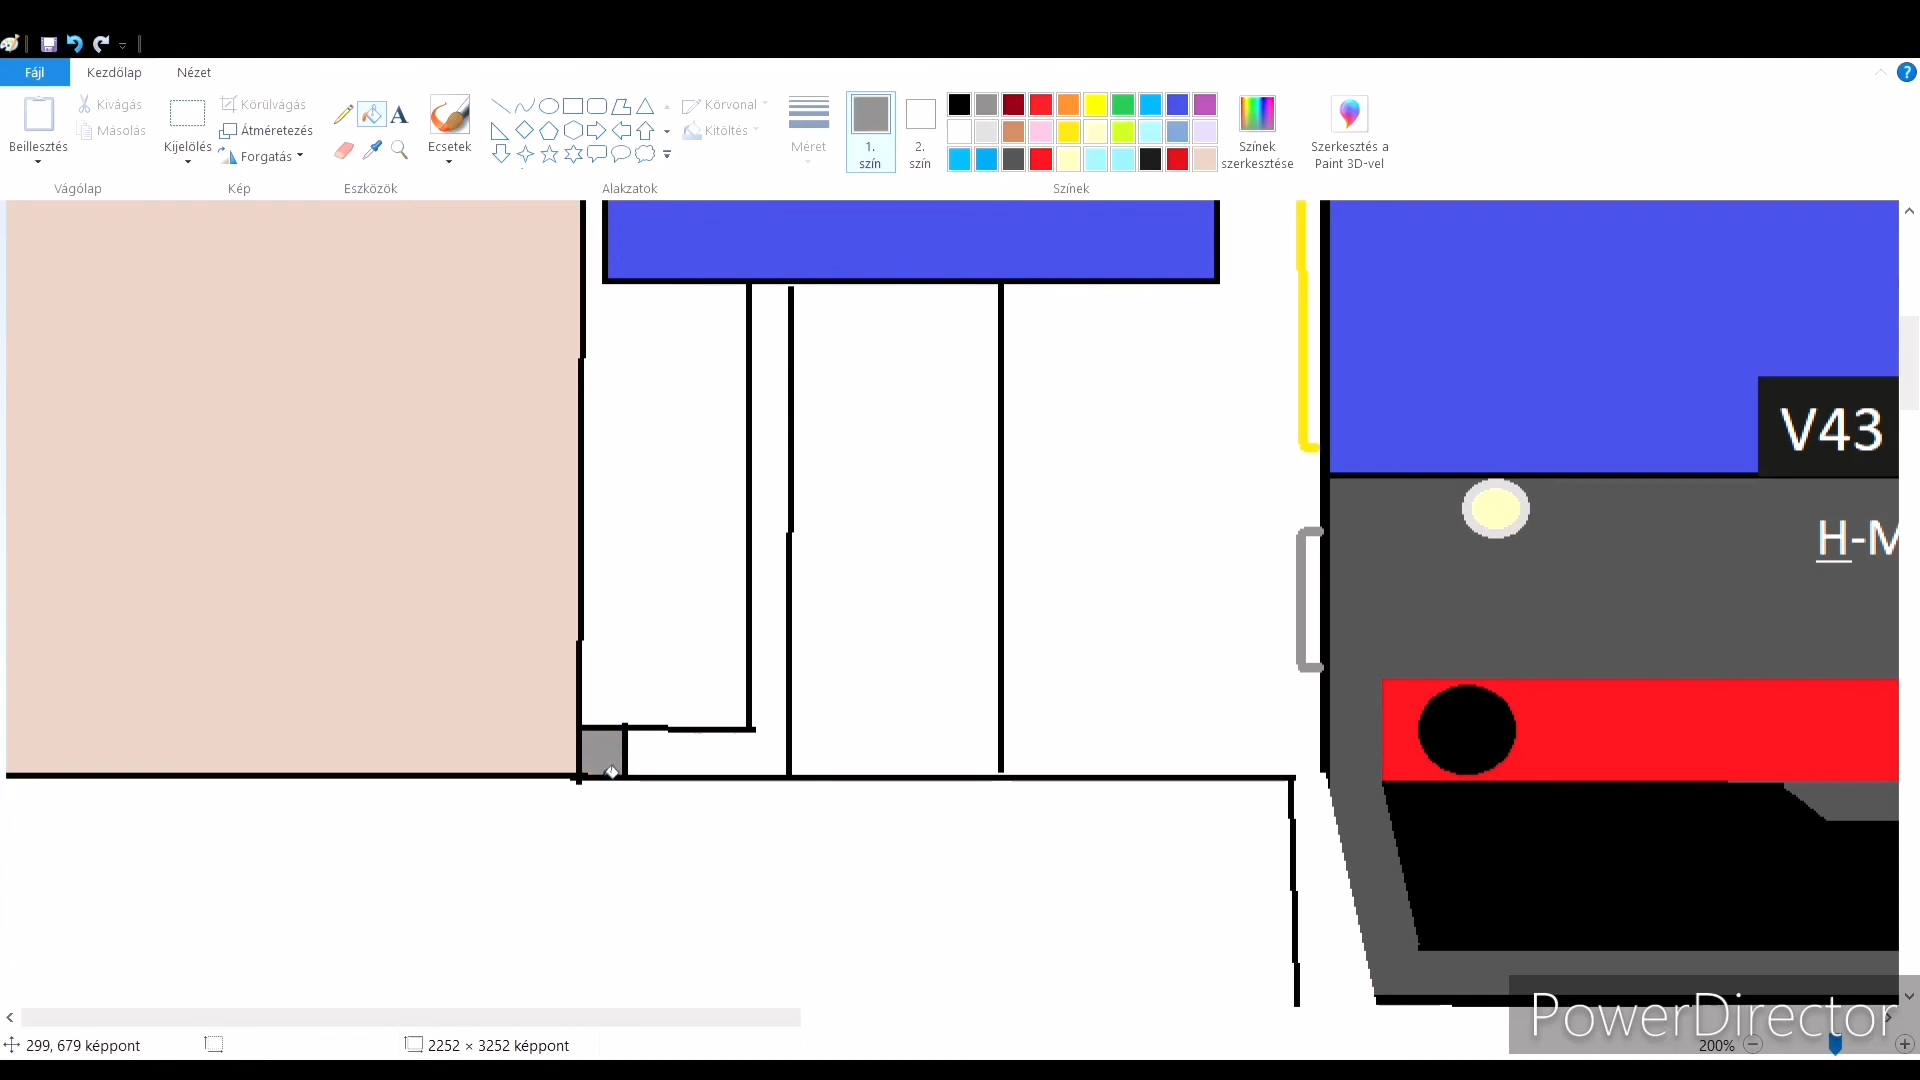 Fájl Kezdőlap Nézet
Beillesztés
Kivágás
Másolás
Vágólap
Kijelölés
Körülvágás
Átméretezés
Forgatás
Kép
A
Eszközök
Ecsetek
Körvonal
Kitöltés
Alakzatok
Méret
1.
szín
2.
szín
Színek
szerkesztése
Szerkesztés a
Paint 3D-vel
Színek
?
V43
H-M
PowerDirector
299, 679 képpont
2252 × 3252 képpont
200%